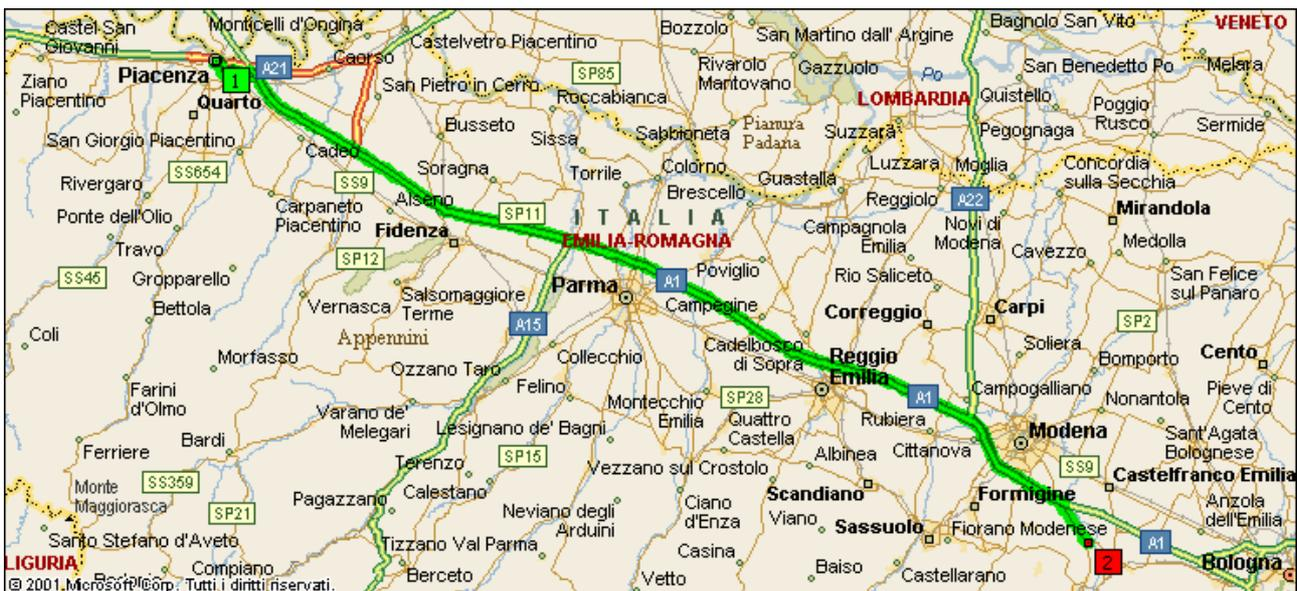 Castel San
Giovanni
Monticelli d'Ongina
Castelvetro Piacentino
Bozzolo
San Martino dall' Argine
Bagnolo San Vito
VENETO
Piacenza
1
A21
Caorso
SP85
Rivarolo
Mantovano
Gazzuolo
Po
San Benedetto Po
Melara
Ziano
Piacentino
Quarto
San Pietro in Cerro
Roccabianca
LOMBARDIA
Quistello
Poggio
Rusco
Sermide
San Giorgio Piacentino
Busseto
Sissa
Sabbioneta
Pianura
Padana
Suzzara
Pegognaga
Cadeo
Soragna
Torrile
Colorno
Luzzara
Moglia
Concordia
sulla Secchia
SS654
Rivergaro
SS9
Brescello
Guastalla
Reggiolo
A22
Mirandola
Ponte dell'Olio
Carpaneto
Piacentino
Alseno
SP11
ITALIA
Campagnola
Emilia
Novi di
Modena
Travo
Fidenza
EMILIA-ROMAGNA
Cavezzo
Medolla
SS45
Gropparello
SP12
A1
Poviglio
Rio Saliceto
San Felice
sul Panaro
Bettola
Vernasca
Salsomaggiore
Terme
Parma
Campegine
Correggio
Carpi
SP2
Coli
Appennini
A15
Cadelbosco
di Sopra
Reggio
Emilia
Soliera
Bomporto
Cento
Morfasso
Ozzano Taro
Collecchio
Farini
d'Olmo
Felino
Montecchio
Emilia
SP28
A1
Campogalliano
Nonantola
Pieve di
Cento
Varano de'
Melegari
Lesignano de' Bagni
Quattro
Castella
Rubiera
Modena
Sant'Agata
Bolognese
Ferriere
Bardi
Terenzo
SP15
Vezzano sul Crostolo
Albinea
Cittanova
SS9
Castelfranco Emilia
Monte
Maggiorasca
SS359
Pagazzano
Calestano
Scandiano
Formigine
SP21
Neviano degli
Arduini
Ciano
d'Enza
Viano
Sassuolo
Fiorano Modenese
Anzola
dell'Emilia
Santo Stefano d'Aveto
Tizzano Val Parma
Casina
A1
LIGURIA
Compiano
Berceto
Vetto
Baiso
Castellarano
2
Bologna
© 2001 Microsoft Corp. Tutti i diritti riservati.